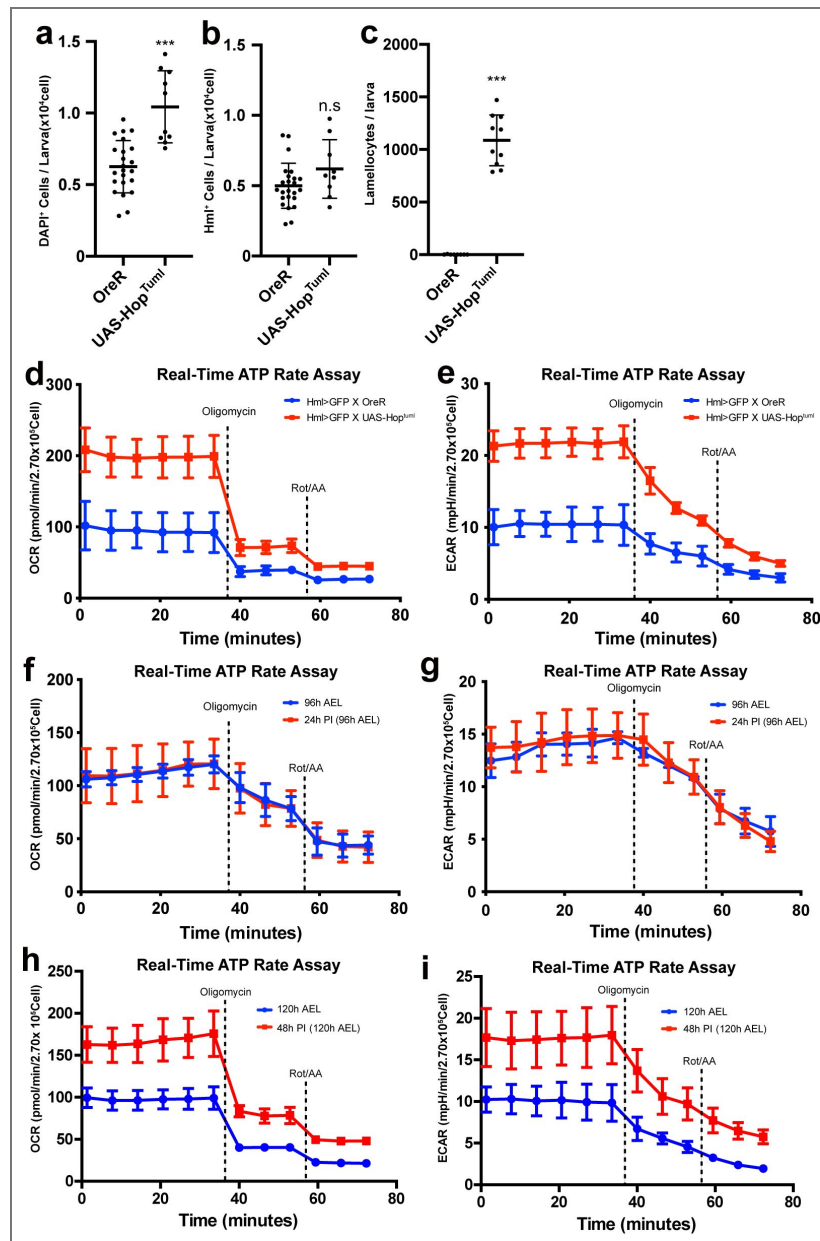 a
DAPI⁺ Cells / Larva(x10⁴cell)
1.5
1.0
0.5
0
***
OreR
UAS-Hop^Tuml
b
Hml⁺ Cells / Larva(x10⁴cell)
1.5
1.0
0.5
0
n.s
OreR
UAS-Hop^Tuml
c
Lamellocytes / larva
2000
1500
1000
500
0
***
OreR
UAS-Hop^Tuml
d
Real-Time ATP Rate Assay
OCR (pmol/min/2.70x10⁵Cell)
300
200
100
0
Oligomycin
Rot/AA
Hml>GFP X OreR
Hml>GFP X UAS-Hop^tuml
0 20 40 60 80
Time (minutes)
e
Real-Time ATP Rate Assay
ECAR (mpH/min/2.70x10⁵Cell)
30
20
10
0
Oligomycin
Rot/AA
Hml>GFP X OreR
Hml>GFP X UAS-Hop^tuml
0 20 40 60 80
Time (minutes)
f
Real-Time ATP Rate Assay
OCR (pmol/min/2.70x10⁵Cell)
200
150
100
50
0
Oligomycin
Rot/AA
96h AEL
24h PI (96h AEL)
0 20 40 60 80
Time (minutes)
g
Real-Time ATP Rate Assay
ECAR (mpH/min/2.70x10⁵Cell)
20
15
10
5
0
Oligomycin
Rot/AA
96h AEL
24h PI (96h AEL)
0 20 40 60 80
Time (minutes)
h
Real-Time ATP Rate Assay
OCR (pmol/min/2.70x 10⁵Cell)
250
200
150
100
50
0
Oligomycin
Rot/AA
120h AEL
48h PI (120h AEL)
0 20 40 60 80
Time (minutes)
i
Real-Time ATP Rate Assay
ECAR (mpH/min/2.70x 10⁵Cell)
25
20
15
10
5
0
Oligomycin
Rot/AA
120h AEL
48h PI (120h AEL)
0 20 40 60 80
Time (minutes)